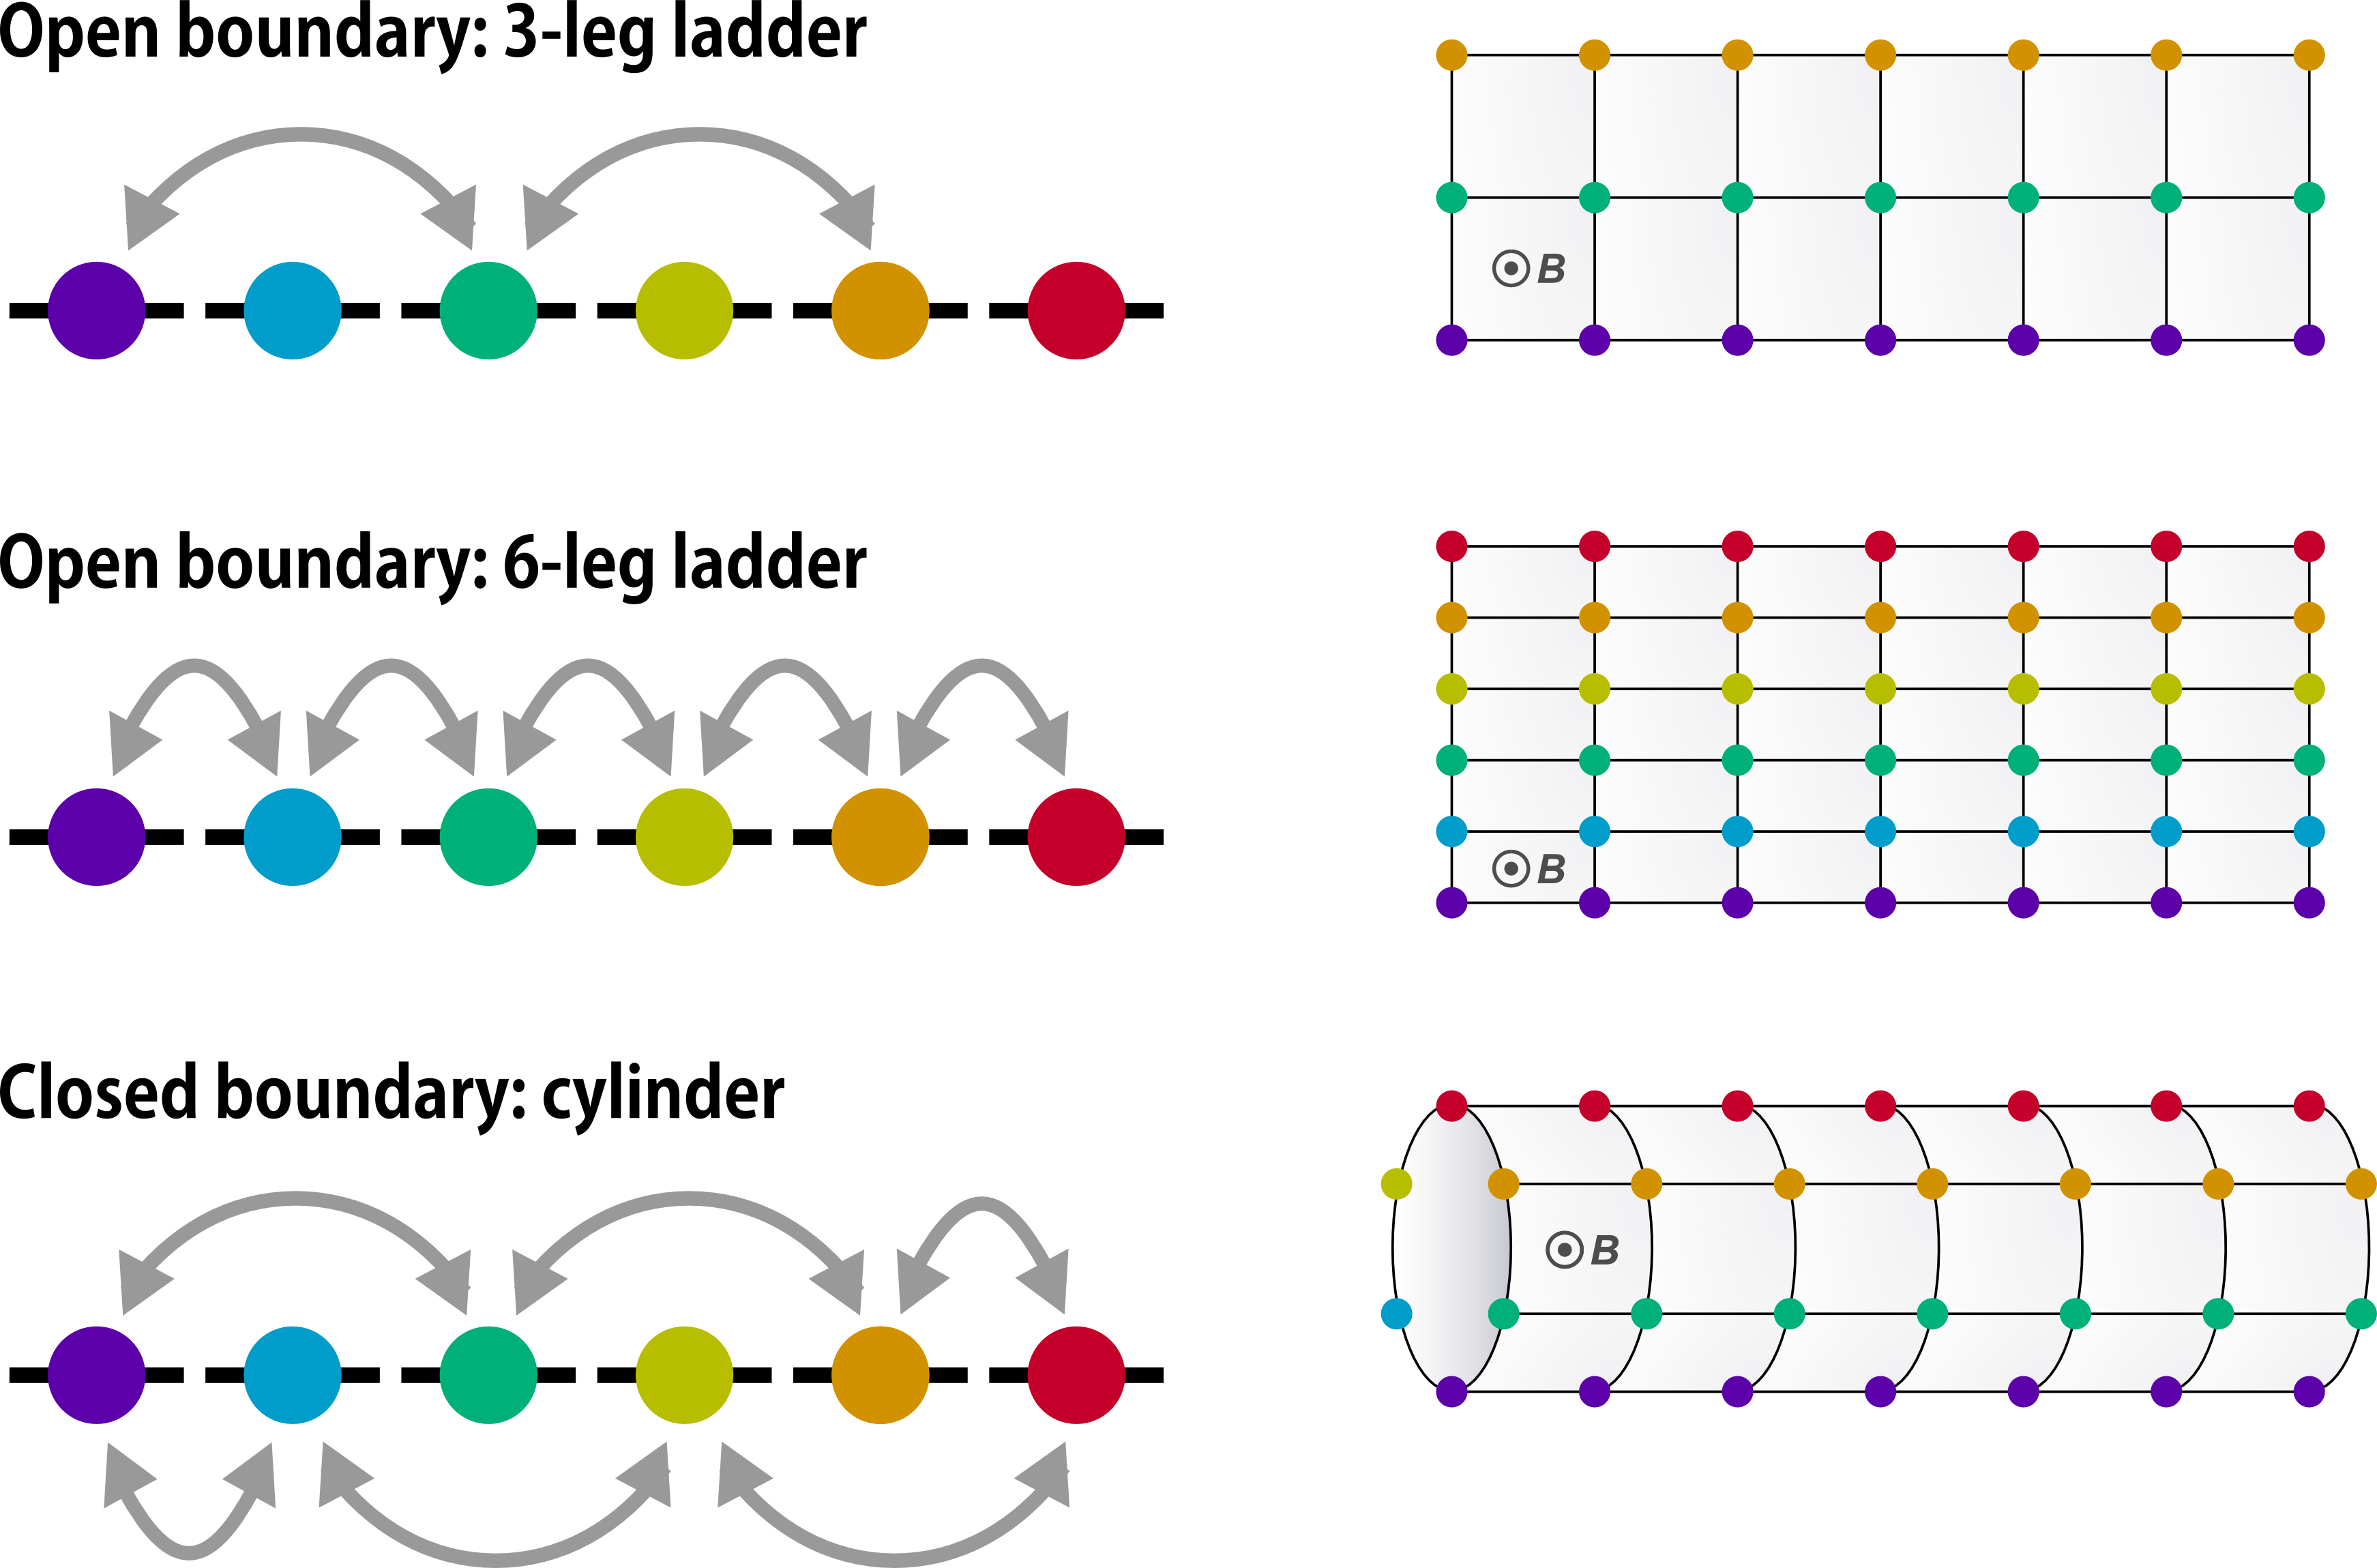 Open boundary: 3-leg ladder
B
Open boundary: 6-leg ladder
B
Closed boundary: cylinder
B